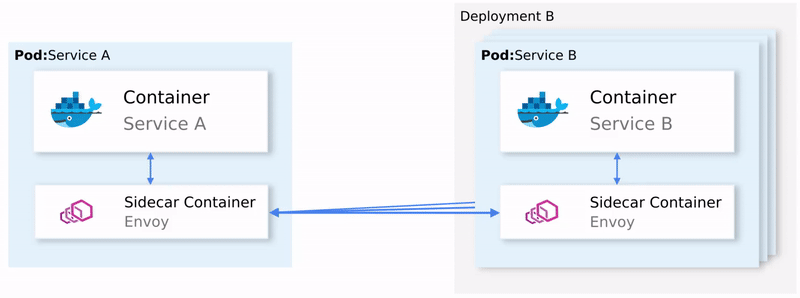 Deployment B
Pod:Service A
Container
Service A
Sidecar Container
Envoy
Pod:Service B
Container
Service B
Sidecar Container
Envoy